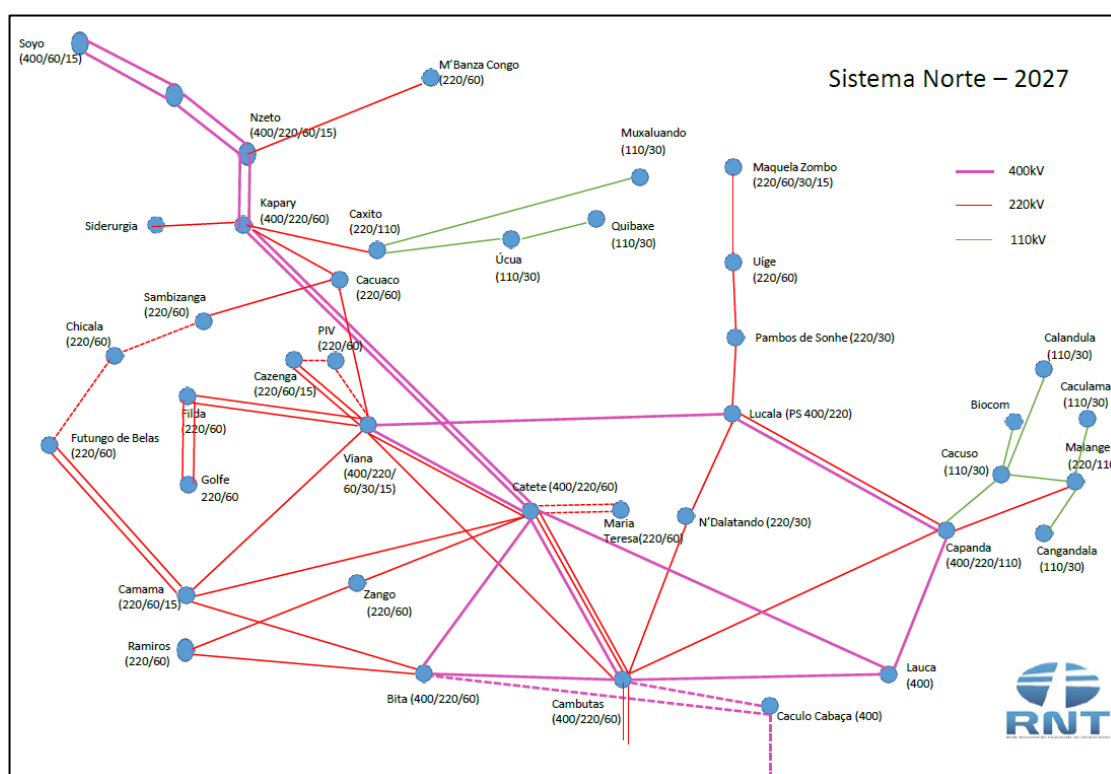 Sistema Norte – 2027
Soyo
(400/60/15)
M'Banza Congo
(220/60)
Nzeto
(400/220/60/15)
Muxaluando
(110/30)
Maquela Zombo
(220/60/30/15)
400kV
220kV
110kV
Siderurgia
Kapary
(400/220/60)
Caxito
(220/110)
Quibaxe
(110/30)
Úcua
(110/30)
Uíge
(220/60)
Cacuaco
(220/60)
Sambizanga
(220/60)
Chicala
(220/60)
PIV
(220/60)
Cazenga
(220/60/15)
Pambos de Sonhe (220/30)
Calandula
(110/30)
Caculama
(110/30)
Biocom
Filda
(220/60)
Lucala (PS 400/220)
Futungo de Belas
(220/60)
Viana
(400/220/
60/30/15)
Golfe
220/60
Cacuso
(110/30)
Malange
(220/110
Catete (400/220/60)
Maria
Teresa(220/60)
N'Dalatando (220/30)
Capanda
(400/220/110)
Cangandala
(110/30)
Camama
(220/60/15)
Zango
(220/60)
Ramiros
(220/60)
Bita (400/220/60)
Cambutas
(400/220/60)
Lauca
(400)
Caculo Cabaça (400)
RNT